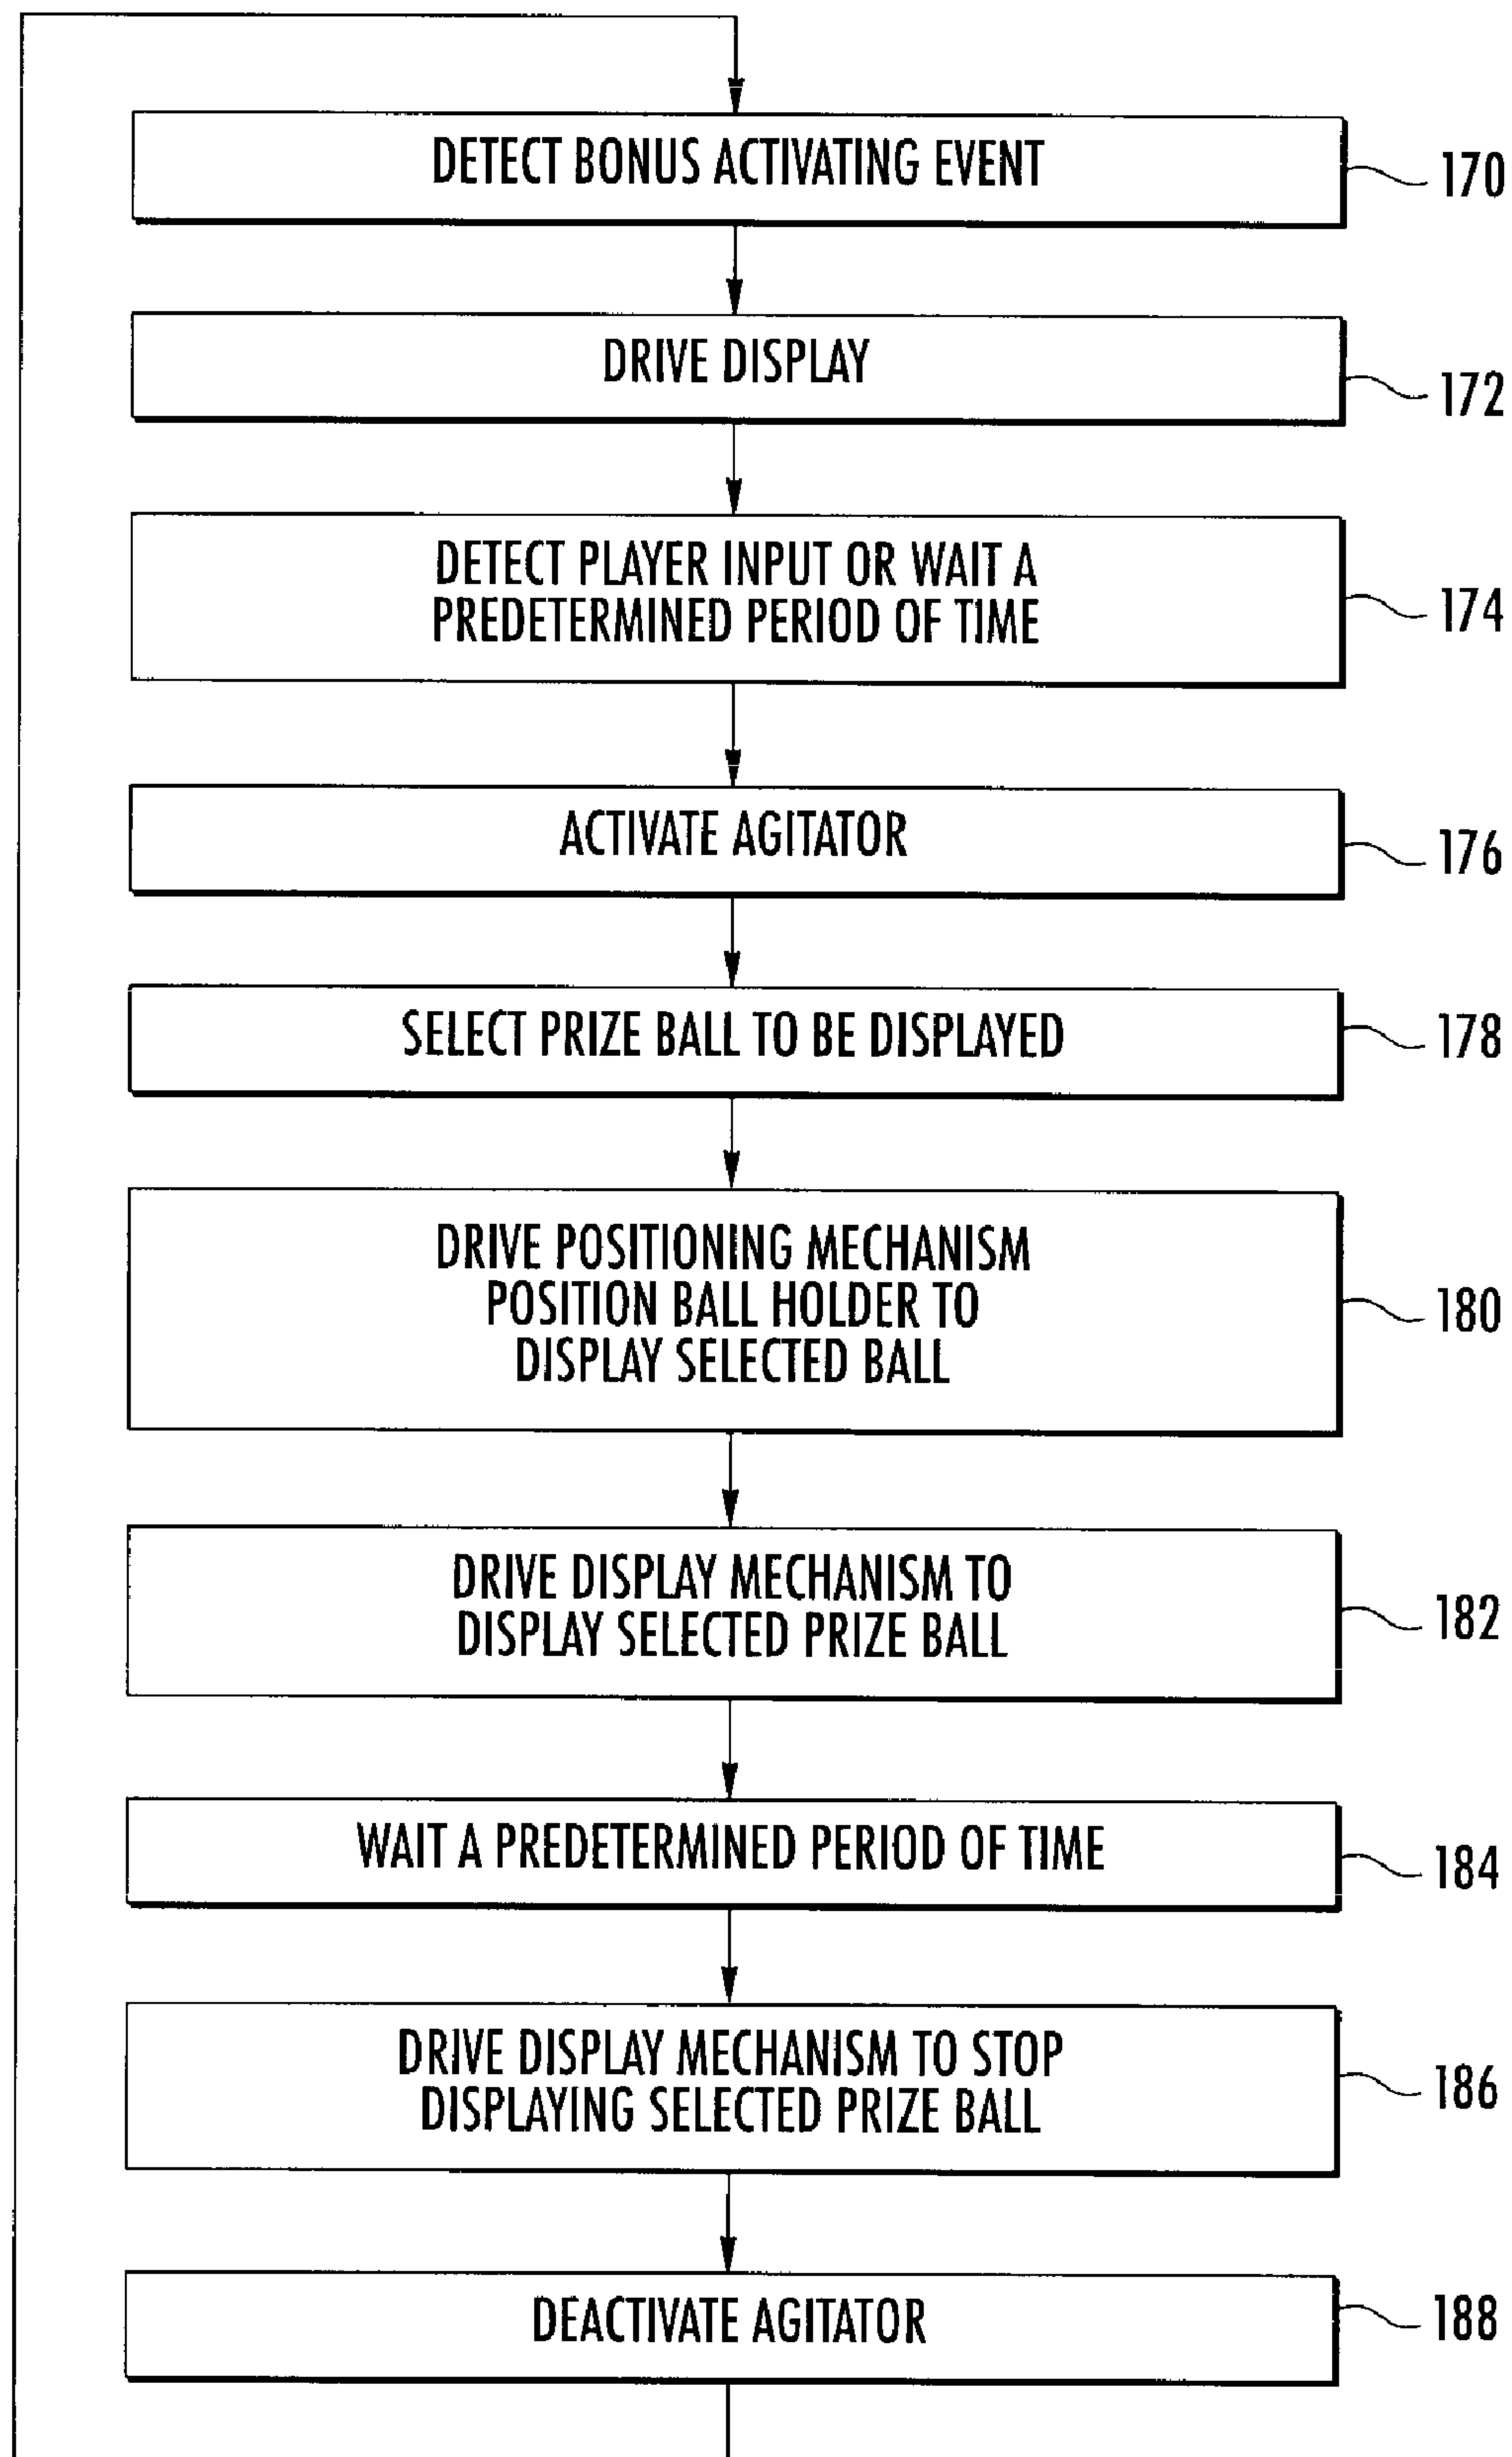 DETECT BONUS ACTIVATING EVENT
170
DRIVE DISPLAY
172
DETECT PLAYER INPUT OR WAIT A
PREDETERMINED PERIOD OF TIME
174
ACTIVATE AGITATOR
176
SELECT PRIZE BALL TO BE DISPLAYED
178
DRIVE POSITIONING MECHANISM
POSITION BALL HOLDER TO
DISPLAY SELECTED BALL
180
DRIVE DISPLAY MECHANISM TO
DISPLAY SELECTED PRIZE BALL
182
WAIT A PREDETERMINED PERIOD OF TIME
184
DRIVE DISPLAY MECHANISM TO STOP
DISPLAYING SELECTED PRIZE BALL
186
DEACTIVATE AGITATOR
188